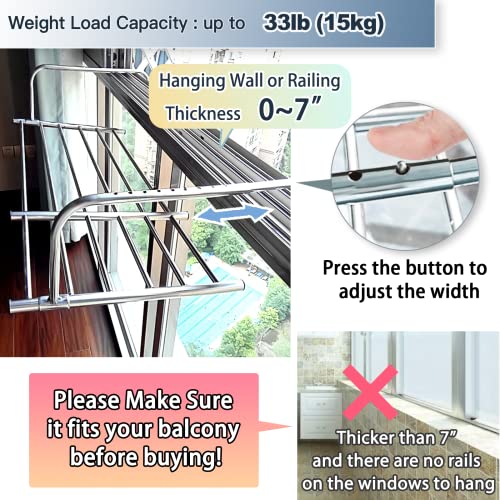 Weight Load Capacity : up to 33lb (15kg)
Hanging Wall or Railing
Thickness 0~7”
Press the button to
adjust the width
Please Make Sure
it fits your balcony
before buying!
Thicker than 7”
and there are no rails
on the windows to hang